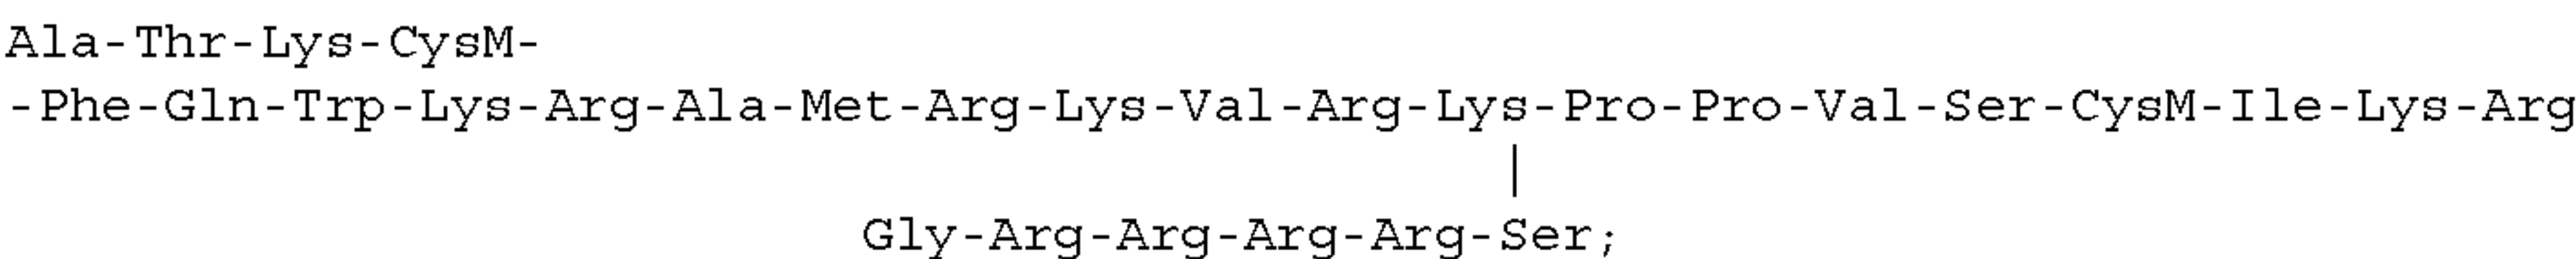 Ala-Thr-Lys-CysM-
-Phe-Gln-Trp-Lys-Arg-Ala-Met-Arg-Lys-Val-Arg-Lys-Pro-Pro-Val-Ser-CysM-Ile-Lys-Arg
|
Gly-Arg-Arg-Arg-Arg-Ser;